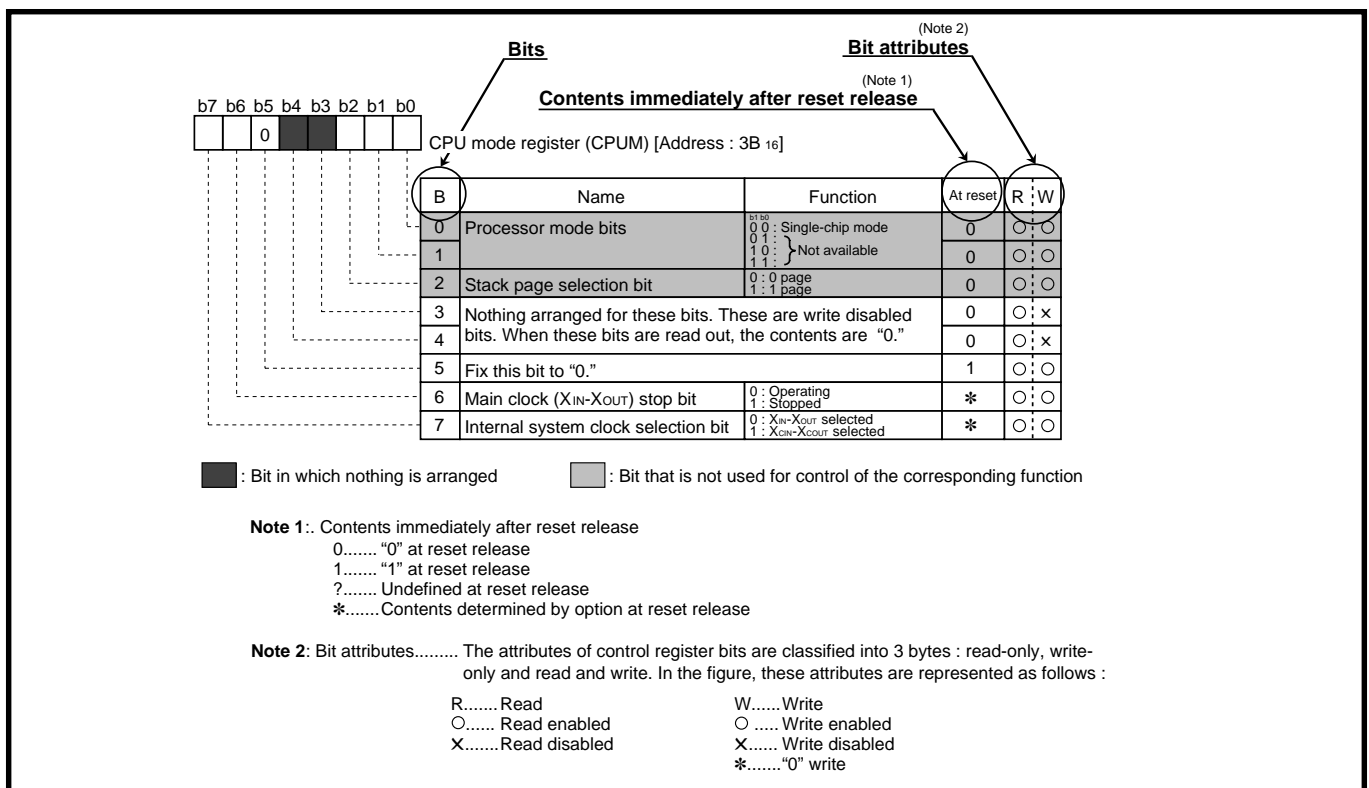 (Note 2)
Bits
Bit attributes
(Note 1)
Contents immediately after reset release
b7 b6 b5 b4 b3 b2 b1 b0
0
CPU mode register (CPUM) [Address : 3B 16]
B Name Function At reset R W
0 Processor mode bits b1 b0 0 0 : Single-chip mode 0 ○ ○
0 1 :
1 0 : } Not available
1 1 :
1 0 ○ ○
2 Stack page selection bit 0 : 0 page 0 ○ ○
1 : 1 page
3 Nothing arranged for these bits. These are write disabled 0 ○ ×
4 bits. When these bits are read out, the contents are “0.” 0 ○ ×
5 Fix this bit to “0.” 1 ○ ○
6 Main clock (XIN-XOUT) stop bit 0 : Operating ✻ ○ ○
1 : Stopped
7 Internal system clock selection bit 0 : XIN-XOUT selected ✻ ○ ○
1 : XCIN-XCOUT selected
: Bit in which nothing is arranged : Bit that is not used for control of the corresponding function
Note 1:. Contents immediately after reset release
0....... “0” at reset release
1....... “1” at reset release
?....... Undefined at reset release
✻.......Contents determined by option at reset release
Note 2: Bit attributes......... The attributes of control register bits are classified into 3 bytes : read-only, write-
only and read and write. In the figure, these attributes are represented as follows :
R....... Read W......Write
○...... Read enabled ○ ..... Write enabled
×.......Read disabled ×...... Write disabled
✻.......“0” write